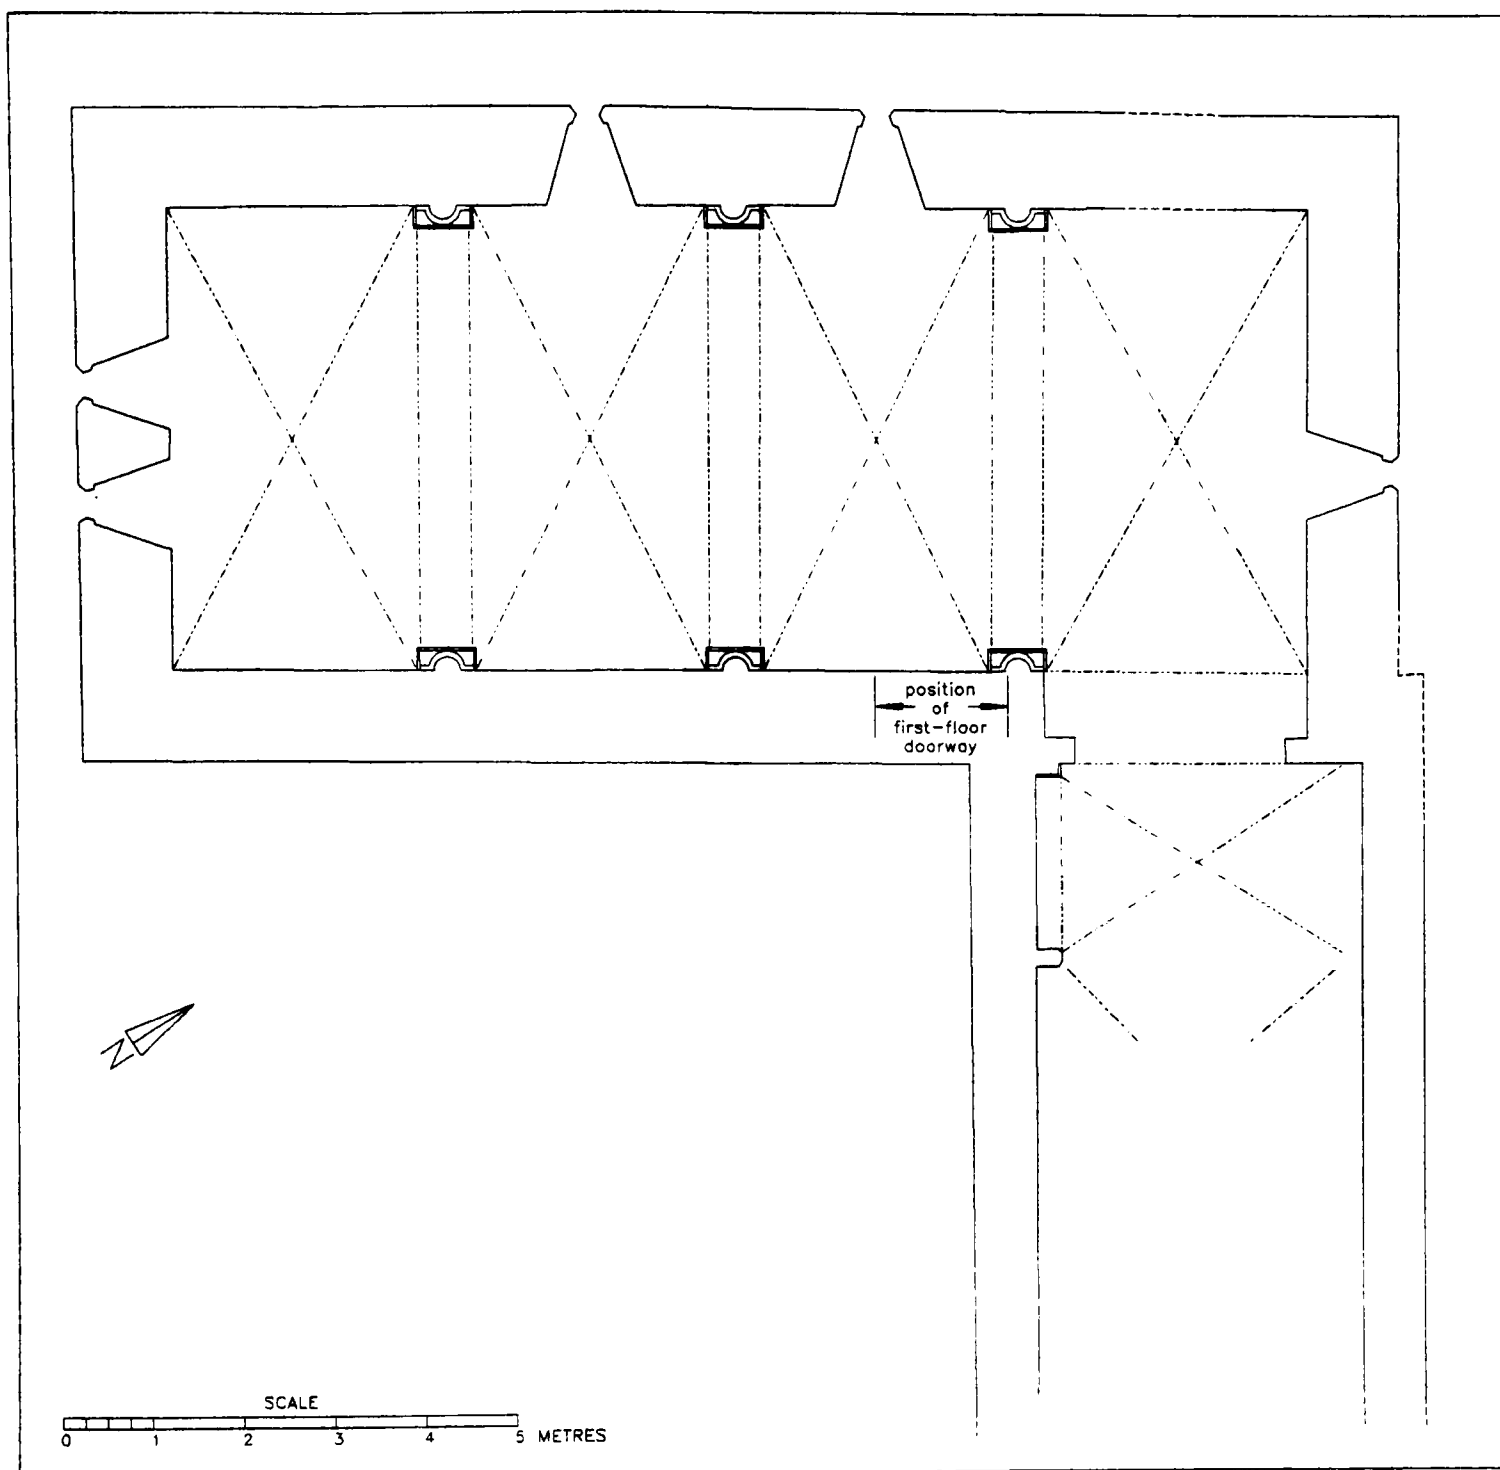 position
of
first-floor
doorway
N
SCALE
0 1 2 3 4 5 METRES